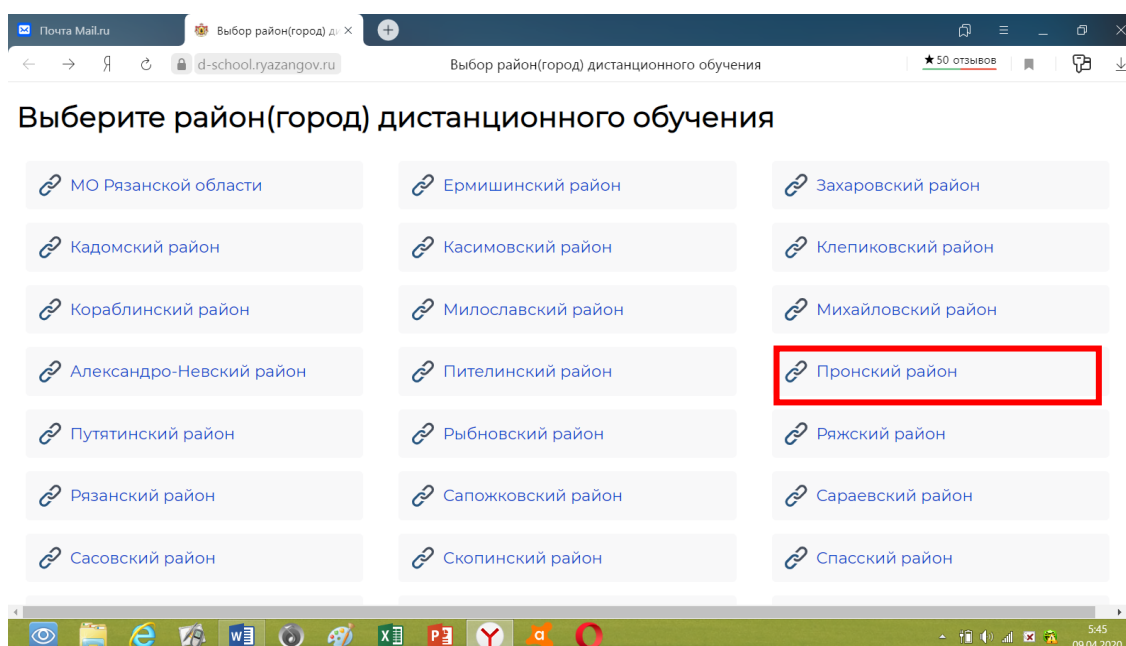 Почта Mail.ru
Выбор район(город) ди
d-school.ryazangov.ru
Выбор район(город) дистанционного обучения
★50 отзывов
Выберите район(город) дистанционного обучения
МО Рязанской области
Ермишинский район
Захаровский район
Кадомский район
Касимовский район
Клепиковский район
Кораблинский район
Милославский район
Михайловский район
Александро-Невский район
Пителинский район
Пронский район
Путятинский район
Рыбновский район
Ряжский район
Рязанский район
Сапожковский район
Сараевский район
Сасовский район
Скопинский район
Спасский район
5:45
09.04.2020